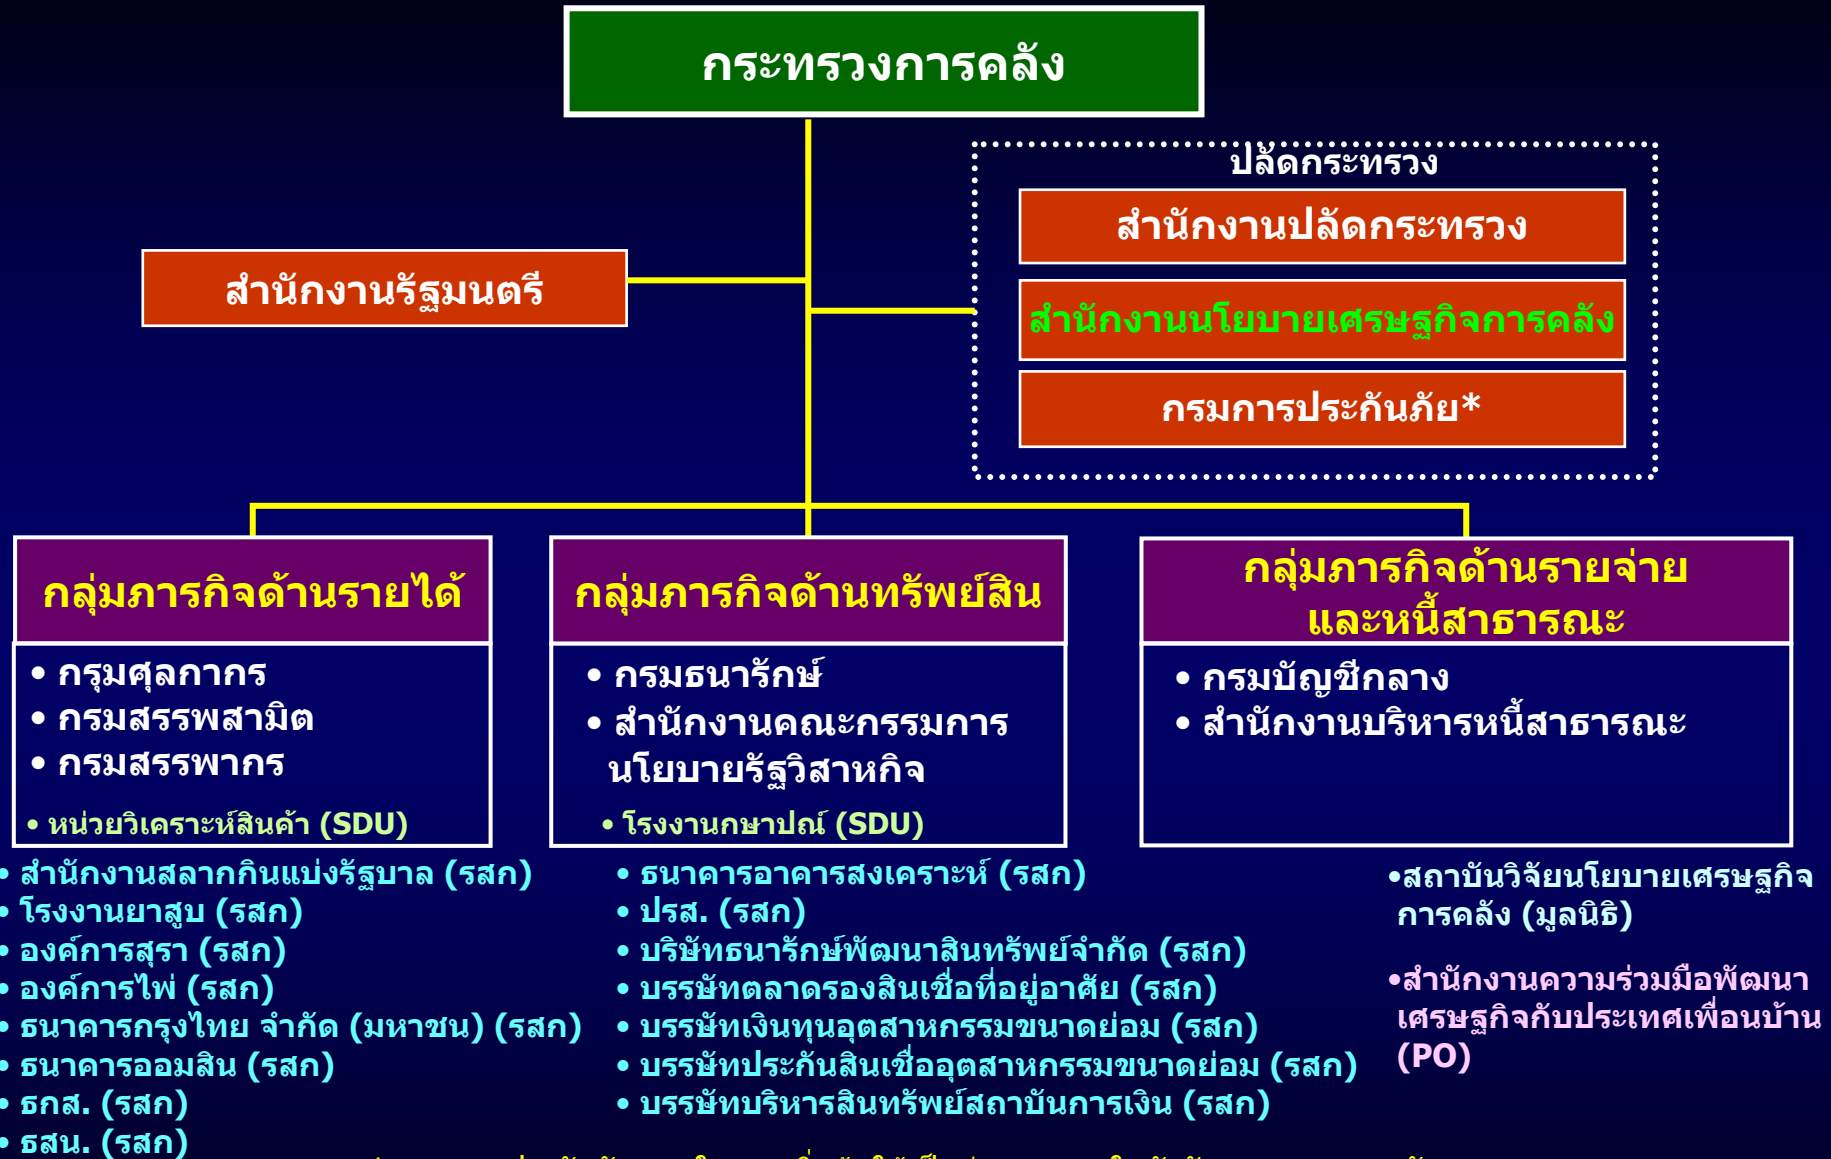 กระทรวงการคลัง
ปลัดกระทรวง
สำนักงานปลัดกระทรวง
สำนักงานรัฐมนตรี
สำนักงานนโยบายเศรษฐกิจการคลัง
กรมการประกันภัย*
กลุ่มภารกิจด้านรายได้
• กรุมศุลกากร
• กรมสรรพสามิต
• กรมสรรพากร
• หน่วยวิเคราะห์สินค้า (SDU)
• สำนักงานสลากกินแบ่งรัฐบาล (รสก)
• โรงงานยาสูบ (รสก)
• องค์การสุรา (รสก)
• องค์การไพ่ (รสก)
• ธนาคารกรุงไทย จำกัด (มหาชน) (รสก)
• ธนาคารออมสิน (รสก)
• ธกส. (รสก)
• ธสน. (รสก)
กลุ่มภารกิจด้านทรัพย์สิน
• กรมธนารักษ์
• สำนักงานคณะกรรมการ
นโยบายรัฐวิสาหกิจ
• โรงงานกษาปณ์ (SDU)
• ธนาคารอาคารสงเคราะห์ (รสก)
• ปรส. (รสก)
• บริษัทธนารักษ์พัฒนาสินทรัพย์จำกัด (รสก)
• บรรษัทตลาดรองสินเชื่อที่อยู่อาศัย (รสก)
• บรรษัทเงินทุนอุตสาหกรรมขนาดย่อม (รสก)
• บรรษัทประกันสินเชื่ออุตสาหกรรมขนาดย่อม (รสก)
• บรรษัทบริหารสินทรัพย์สถาบันการเงิน (รสก)
กลุ่มภารกิจด้านรายจ่าย
และหนี้สาธารณะ
• กรมบัญชีกลาง
• สำนักงานบริหารหนี้สาธารณะ
•สถาบันวิจัยนโยบายเศรษฐกิจ
การคลัง (มูลนิธิ)
•สำนักงานความร่วมมือพัฒนา
เศรษฐกิจกับประเทศเพื่อนบ้าน
(PO)